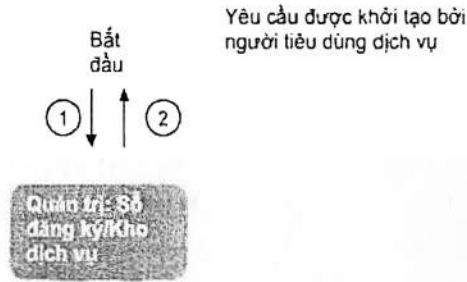 Yêu cầu được khởi tạo bởi
người tiêu dùng dịch vụ
Bắt
đầu
1
2
Quản trị: Sổ
đăng ký/Kho
dịch vụ